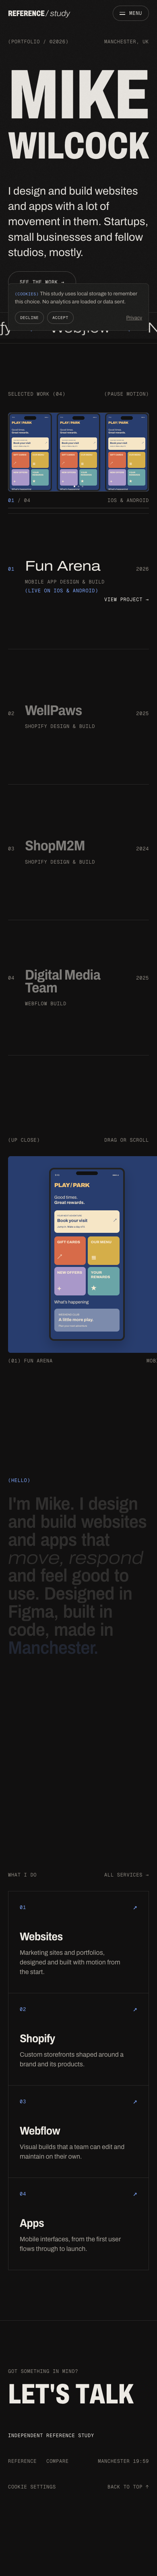 REFERENCE / study
MENU
(PORTFOLIO / ©2026)
MANCHESTER, UK
MIKE
WILCOCK
I design and build websites
and apps with a lot of
movement in them. Startups,
small businesses and fellow
studios, mostly.
SEE THE WORK
(COOKIES) This study uses local storage to remember
this choice. No analytics are loaded or data sent.
DECLINE
ACCEPT
Privacy
SELECTED WORK (04)
(PAUSE MOTION)
01 / 04
IOS & ANDROID
01
Fun Arena
2026
MOBILE APP DESIGN & BUILD
(LIVE ON IOS & ANDROID)
VIEW PROJECT →
02
WellPaws
2025
SHOPIFY DESIGN & BUILD
03
ShopM2M
2024
SHOPIFY DESIGN & BUILD
04
Digital Media
Team
2025
WEBFLOW BUILD
(UP CLOSE)
DRAG OR SCROLL
PLAY/PARK
Good times.
Great rewards.
Book your visit
GIFT CARDS
OUR MENU
NEW OFFERS
YOUR
REWARDS
What's happening
A little more play.
(01) FUN ARENA
MOB
(HELLO)
I'm Mike. I design
and build websites
and apps that
move, respond
and feel good to
use. Designed in
Figma, built in
code, made in
Manchester.
WHAT I DO
ALL SERVICES →
01
↗
Websites
Marketing sites and portfolios,
designed and built with motion from
the start.
02
↗
Shopify
Custom storefronts shaped around a
brand and its products.
03
↗
Webflow
Visual builds that a team can edit and
maintain on their own.
04
↗
Apps
Mobile interfaces, from the first user
flows through to launch.
GOT SOMETHING IN MIND?
LET'S TALK
INDEPENDENT REFERENCE STUDY
REFERENCE
COMPARE
MANCHESTER 19:59
COOKIE SETTINGS
BACK TO TOP ↑